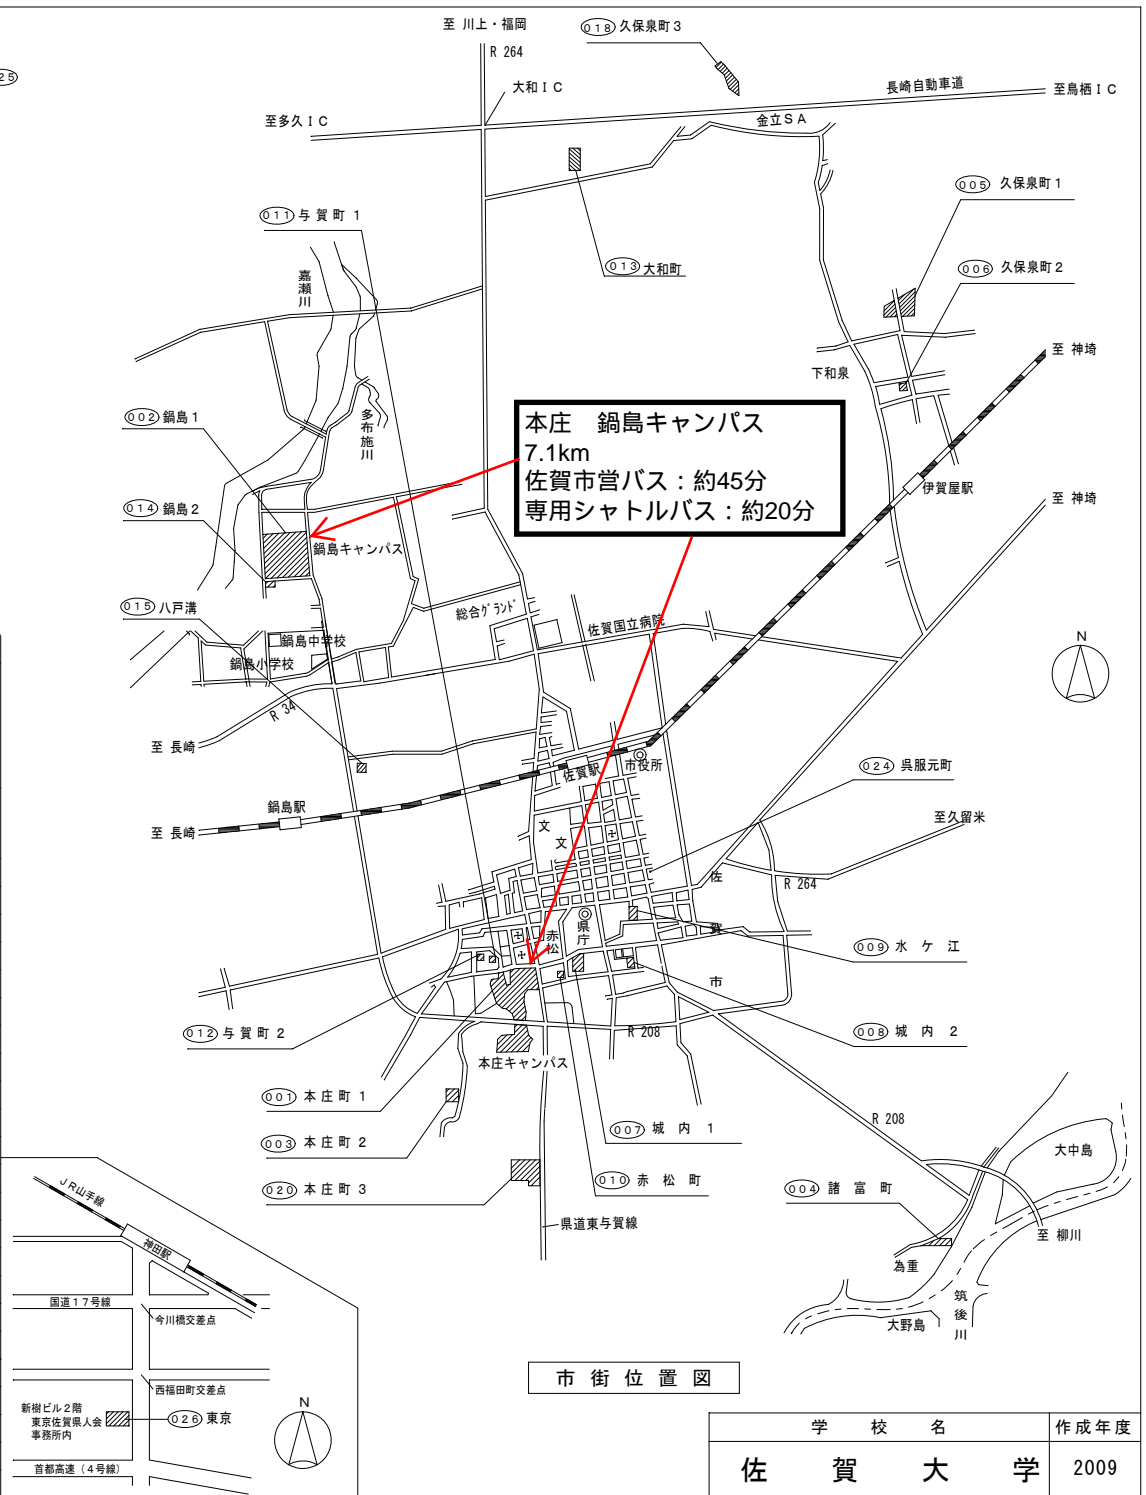 至 川上・福岡
018 久保泉町3
R 264
25
大和IC
長崎自動車道
至鳥栖IC
至多久IC
金立SA
005 久保泉町1
011 与賀町 1
013 大和町
006 久保泉町2
嘉瀬川
至 神埼
下和泉
002 鍋島1
多布施川
本庄 鍋島キャンパス
7.1km
佐賀市営バス：約45分
専用シャトルバス：約20分
伊賀屋駅
至 神埼
014 鍋島2
鍋島キャンパス
015 八戸溝
総合グランド
佐賀国立病院
鍋島中学校
鍋島小学校
N
R 34
至 長崎
佐賀駅
市役所
024 呉服元町
鍋島駅
至 長崎
至久留米
文
文
佐
R 264
賀
県庁
赤松
009 水ケ江
市
012 与賀町 2
R 208
008 城内 2
本庄キャンパス
001 本庄町 1
007 城内 1
R 208
003 本庄町 2
大中島
010 赤松町
004 諸富町
020 本庄町 3
県道東与賀線
至 柳川
為重
筑後川
大野島
JR山手線
神田駅
国道17号線
今川橋交差点
西福田町交差点
新樹ビル2階
東京佐賀県人会
事務所内
026 東京
N
首都高速（4号線）
市街位置図
学校名
作成年度
佐賀大学
2009